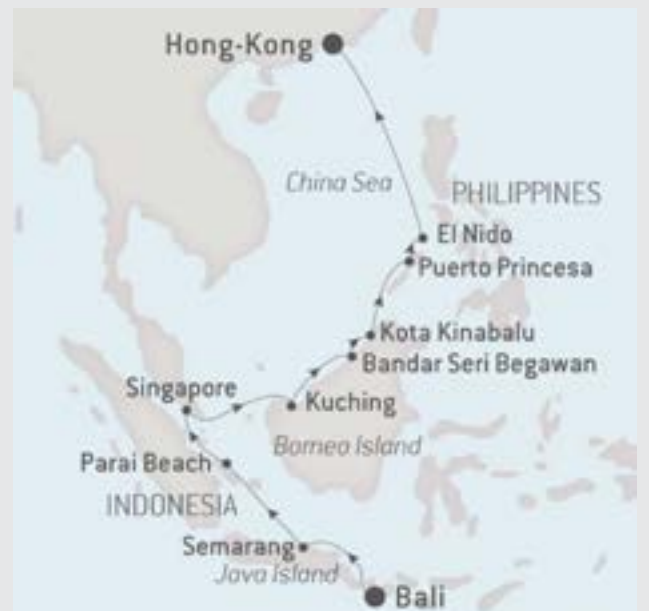 Hong-Kong
China Sea
PHILIPPINES
El Nido
Puerto Princesa
Kota Kinabalu
Bandar Seri Begawan
Singapore
Kuching
Borneo Island
Parai Beach
INDONESIA
Semarang
Java Island
Bali